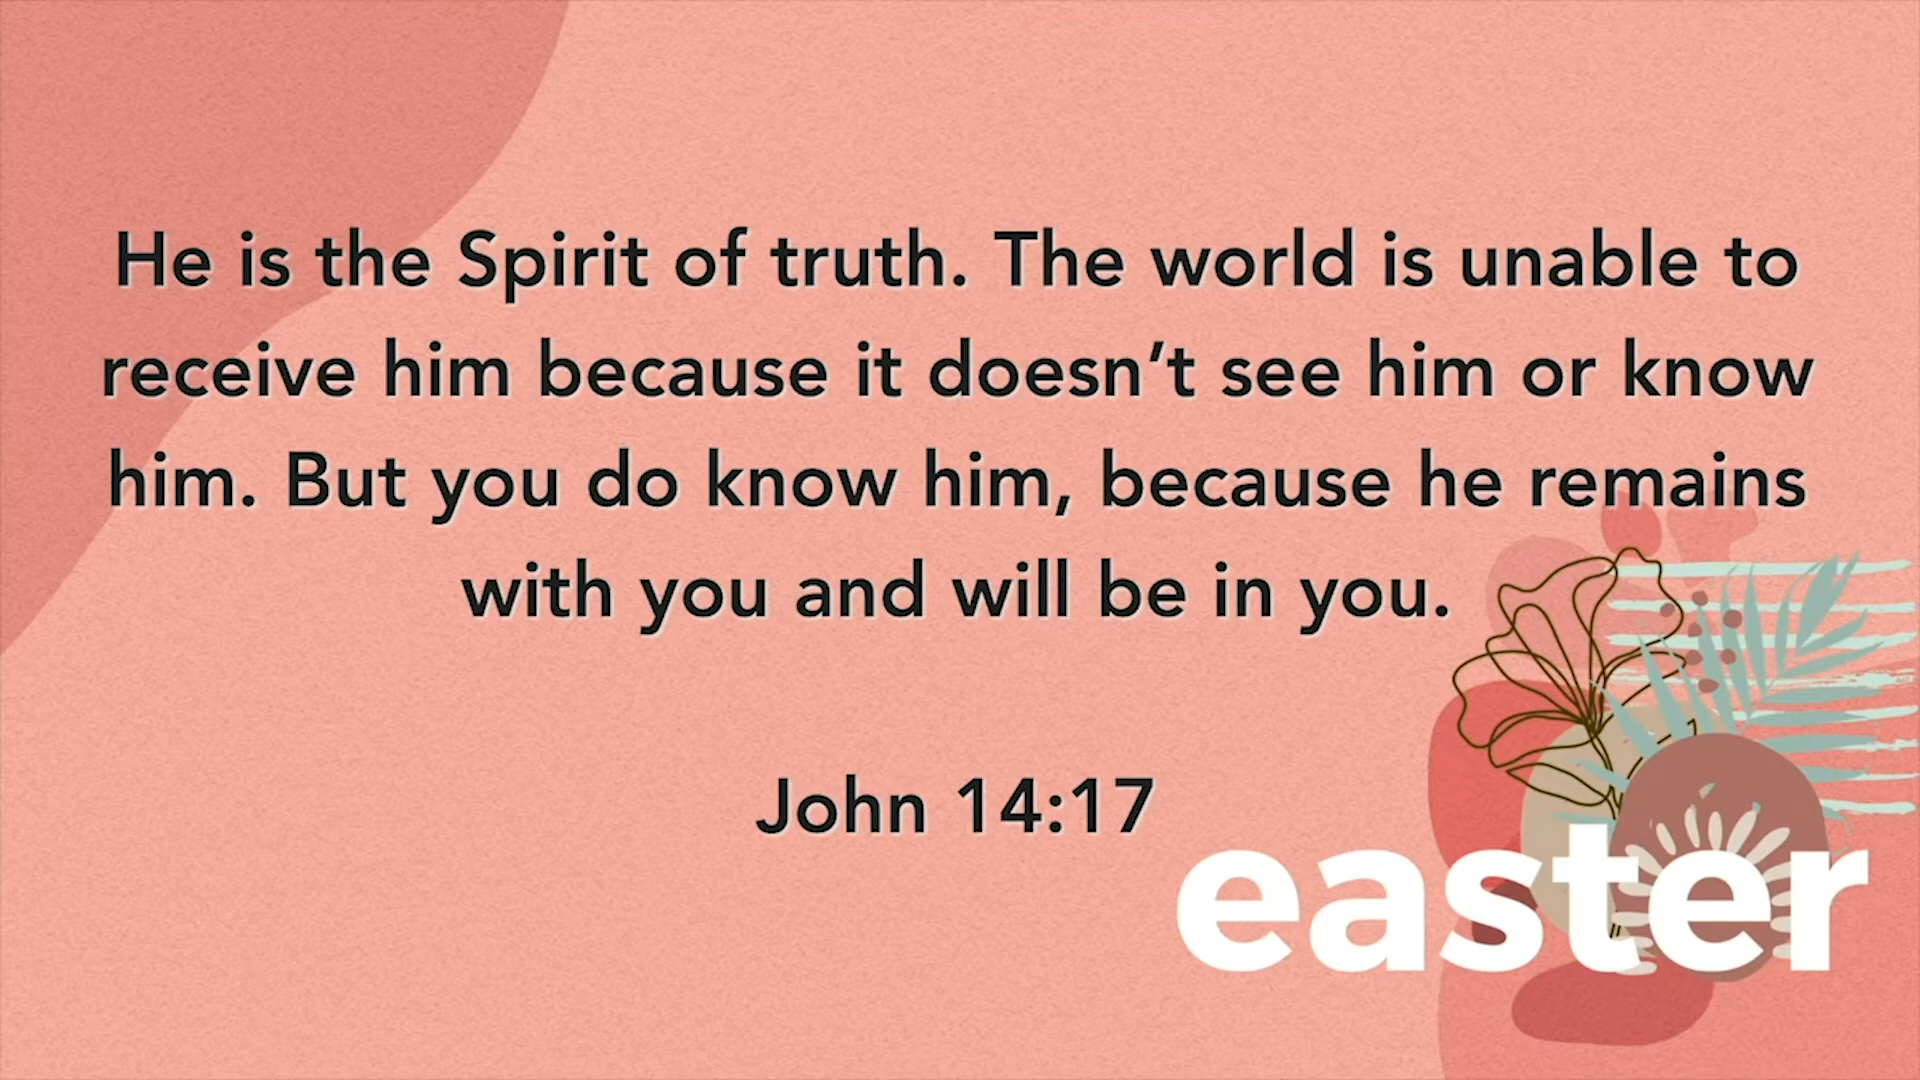 He is the Spirit of truth. The world is unable to
receive him because it doesn’t see him or know
him. But you do know him, because he remains
with you and will be in you.
John 14:17
easter